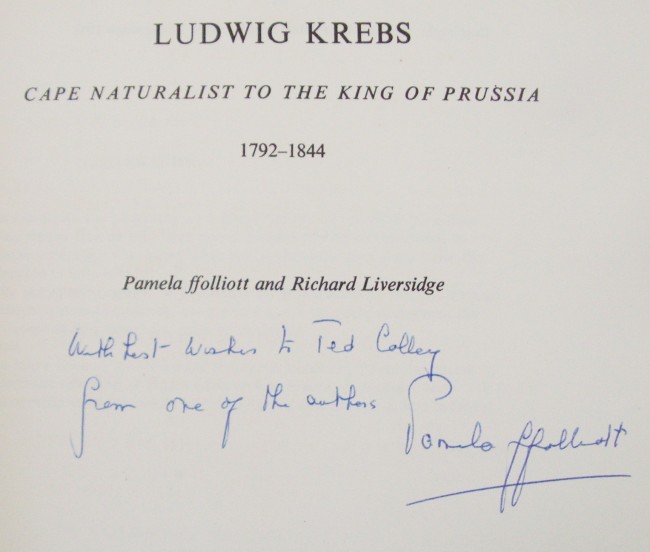 LUDWIG KREBS
CAPE NATURALIST TO THE KING OF PRUSSIA
1792–1844
Pamela ffolliott and Richard Liversidge
With best wishes to Ted Colley
from one of the authors Pamela ffolliott